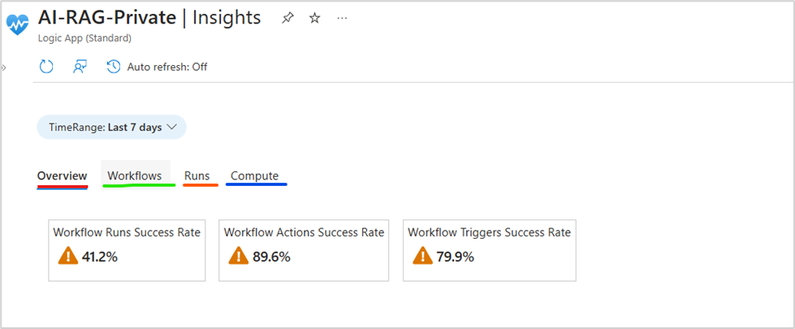 AI-RAG-Private | Insights ...
Logic App (Standard)
Auto refresh: Off
TimeRange: Last 7 days
Overview Workflows Runs Compute
Workflow Runs Success Rate Workflow Actions Success Rate Workflow Triggers Success Rate
41.2% 89.6% 79.9%